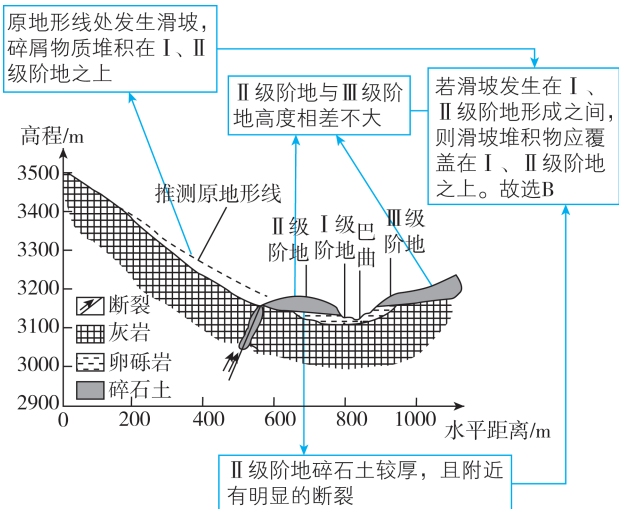 原地形线处发生滑坡，
碎屑物质堆积在Ⅰ、Ⅱ
级阶地之上
Ⅱ级阶地与Ⅲ级阶
地高度相差不大
若滑坡发生在Ⅰ、
Ⅱ级阶地形成之间，
则滑坡堆积物应覆
盖在Ⅰ、Ⅱ级阶地
之上。故选B
高程/m
3500
3400
3300
3200
3100
3000
2900
推测原地形线
Ⅱ级
阶地
Ⅰ级
阶地
巴
曲
Ⅲ级
阶地
断裂
灰岩
卵砾岩
碎石土
0
200
400
600
800
1000
水平距离/m
Ⅱ级阶地碎石土较厚，且附近
有明显的断裂